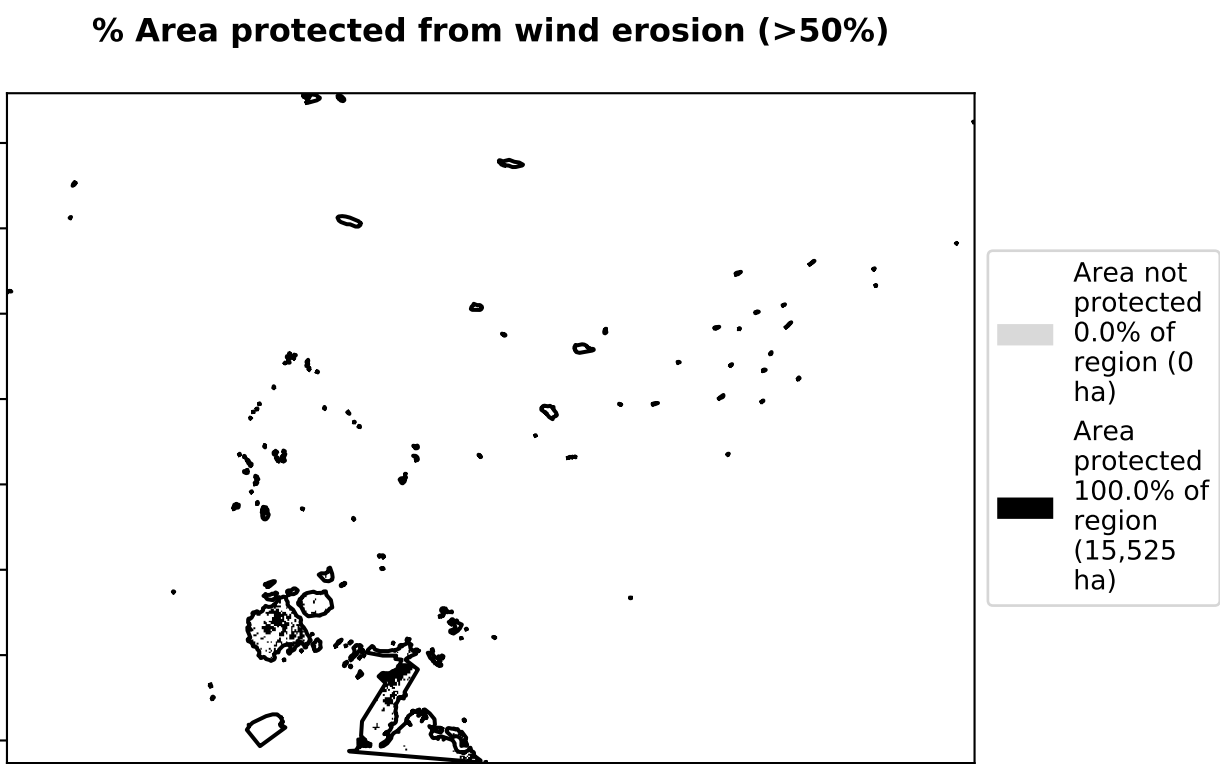 % Area protected from wind erosion (>50%)
Area not
protected
0.0% of
region (0
ha)
Area
protected
100.0% of
region
(15,525
ha)